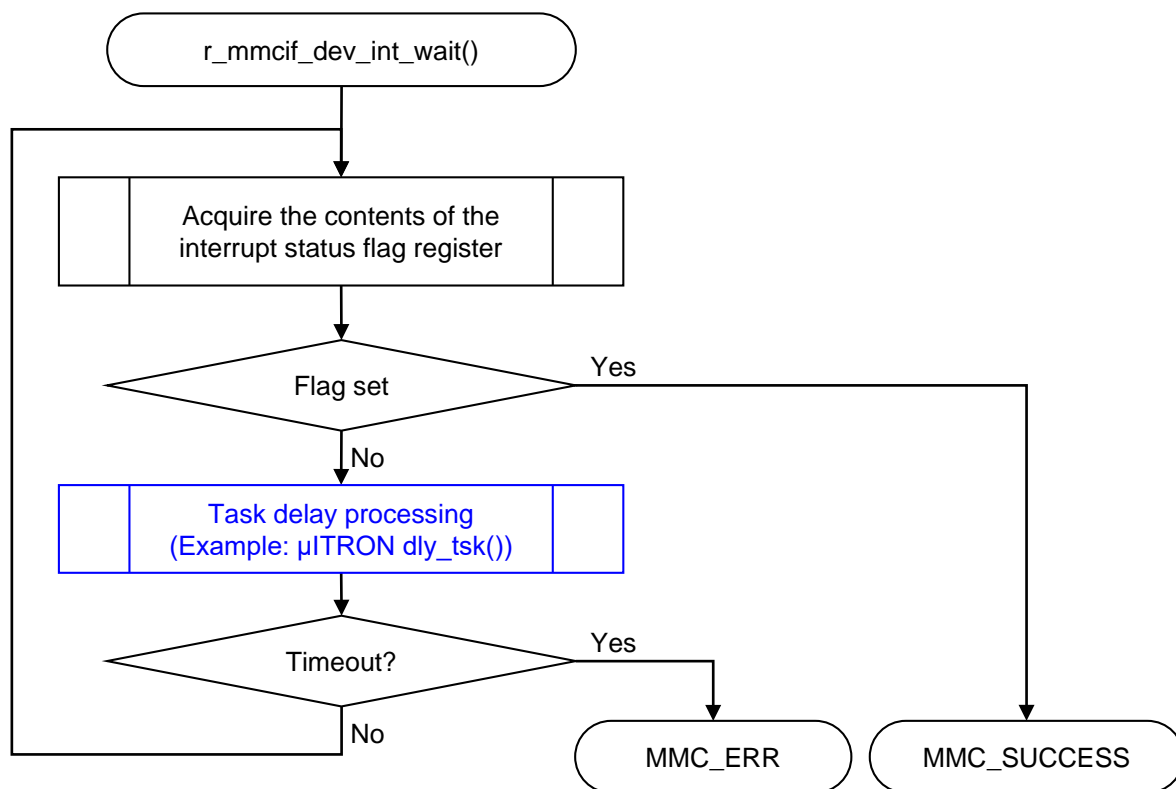 r_mmcif_dev_int_wait()
Acquire the contents of the
interrupt status flag register
Flag set
Yes
No
Task delay processing
(Example: µITRON dly_tsk())
Timeout?
Yes
No
MMC_ERR
MMC_SUCCESS